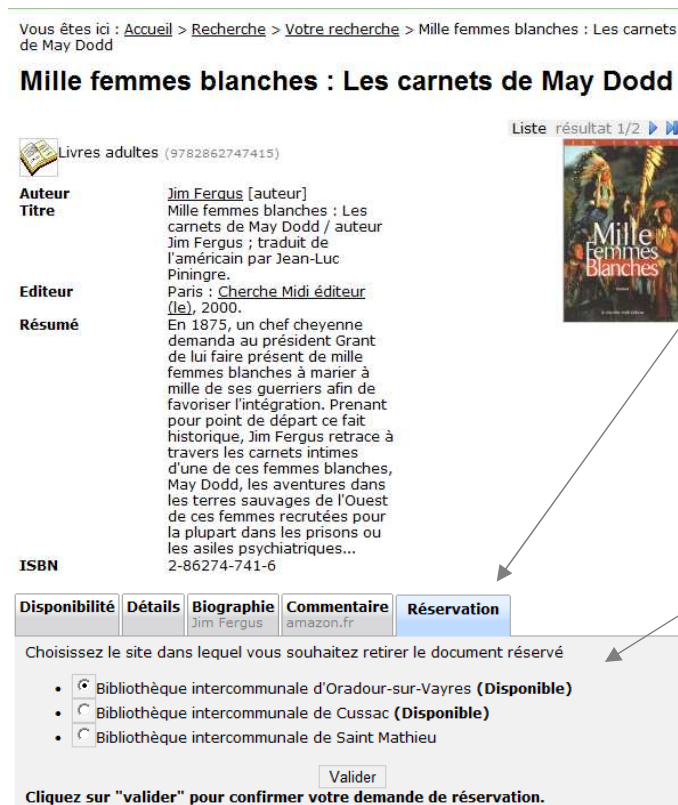 Vous êtes ici : Accueil > Recherche > Votre recherche > Mille femmes blanches : Les carnets
de May Dodd
Mille femmes blanches : Les carnets de May Dodd
Liste résultat 1/2
Livres adultes (9782862747415)
Auteur Jim Fergus [auteur]
Titre Mille femmes blanches : Les
carnets de May Dodd / auteur
Jim Fergus ; traduit de
l'américain par Jean-Luc
Piningre.
Editeur Paris : Cherche Midi éditeur
(le), 2000.
Résumé En 1875, un chef cheyenne
demanda au président Grant
de lui faire présent de mille
femmes blanches à marier à
mille de ses guerriers afin de
favoriser l'intégration. Prenant
pour point de départ ce fait
historique, Jim Fergus retrace à
travers les carnets intimes
d'une de ces femmes blanches,
May Dodd, les aventures dans
les terres sauvages de l'Ouest
de ces femmes recrutées pour
la plupart dans les prisons ou
les asiles psychiatriques...
ISBN 2-86274-741-6
JIM FERGUS
Mille
Femmes
Blanches
Disponibilité Détails Biographie Commentaire Réservation
Jim Fergus amazon.fr
Choisissez le site dans lequel vous souhaitez retirer le document réservé
• Bibliothèque intercommunale d'Oradour-sur-Vayres (Disponible)
• Bibliothèque intercommunale de Cussac (Disponible)
• Bibliothèque intercommunale de Saint Mathieu
Valider
Cliquez sur "valider" pour confirmer votre demande de réservation.